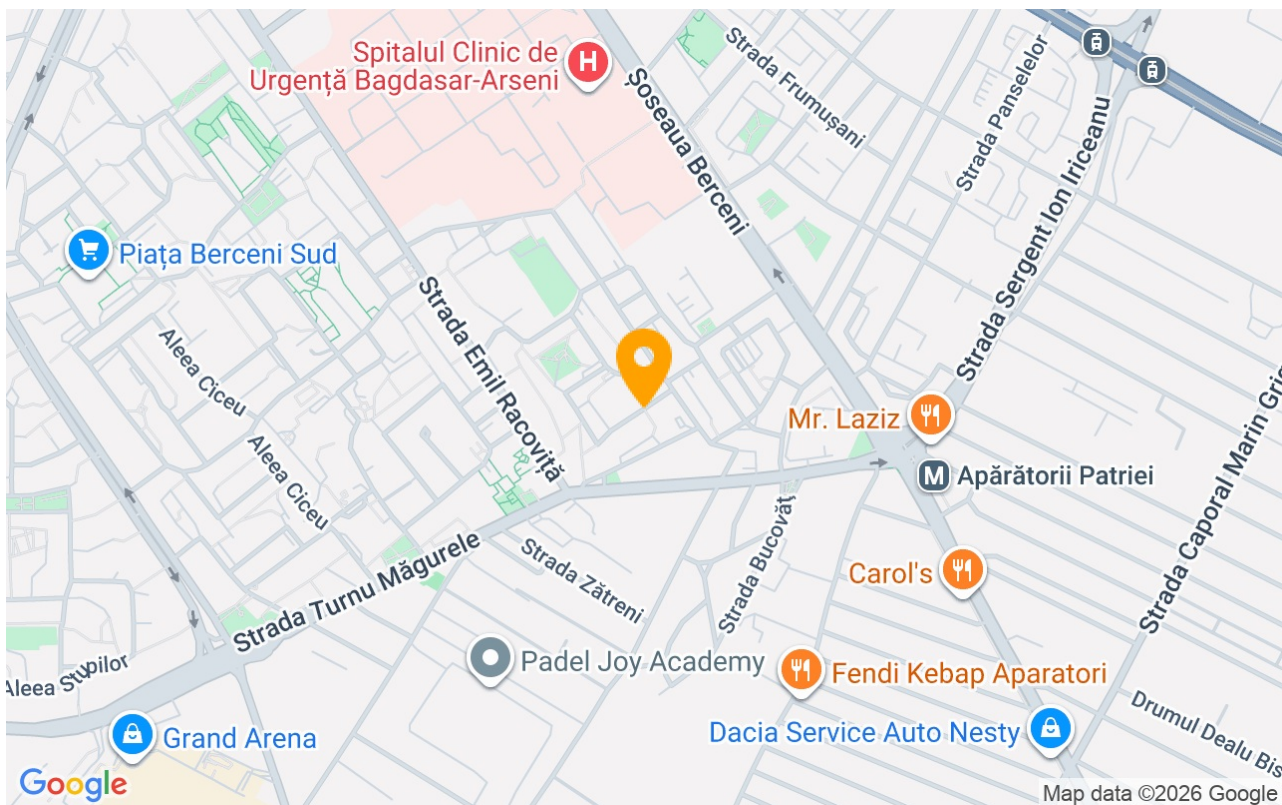 Spitalul Clinic de
Urgență Bagdasar-Arseni
H
Șoseaua Berceni
Strada Frumușani
Strada Panselelor
Strada Sergent Ion Iriceanu
Piața Berceni Sud
Strada Emil Racoviță
Aleea Ciceu
Aleea Ciceu
Mr. Laziz
M
Apărătorii Patriei
Strada Caporal Marin Grig
Strada Turnu Măgurele
Strada Zătreni
Strada Bucovăț
Carol's
Padel Joy Academy
Fendi Kebap Aparatori
Aleea Stupilor
Grand Arena
Dacia Service Auto Nesty
Drumul Dealu Bis
Google
Map data ©2026 Google